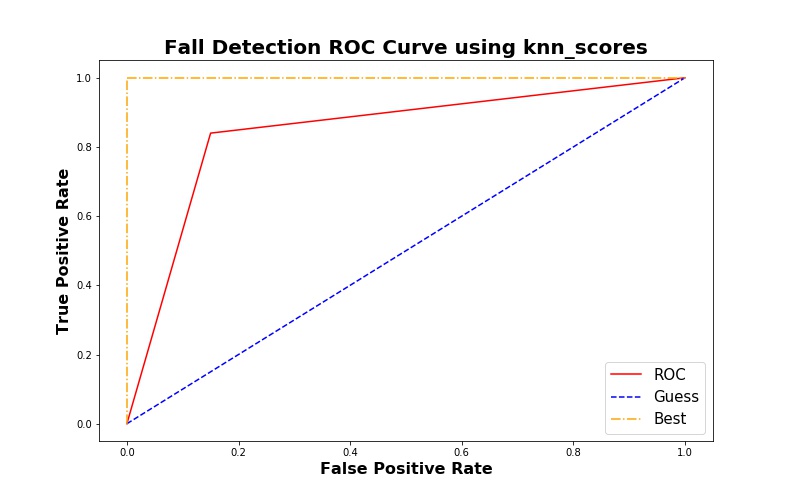 Fall Detection ROC Curve using knn_scores
True Positive Rate
1.0
0.8
0.6
0.4
0.2
0.0
ROC
Guess
Best
0.0 0.2 0.4 0.6 0.8 1.0
False Positive Rate